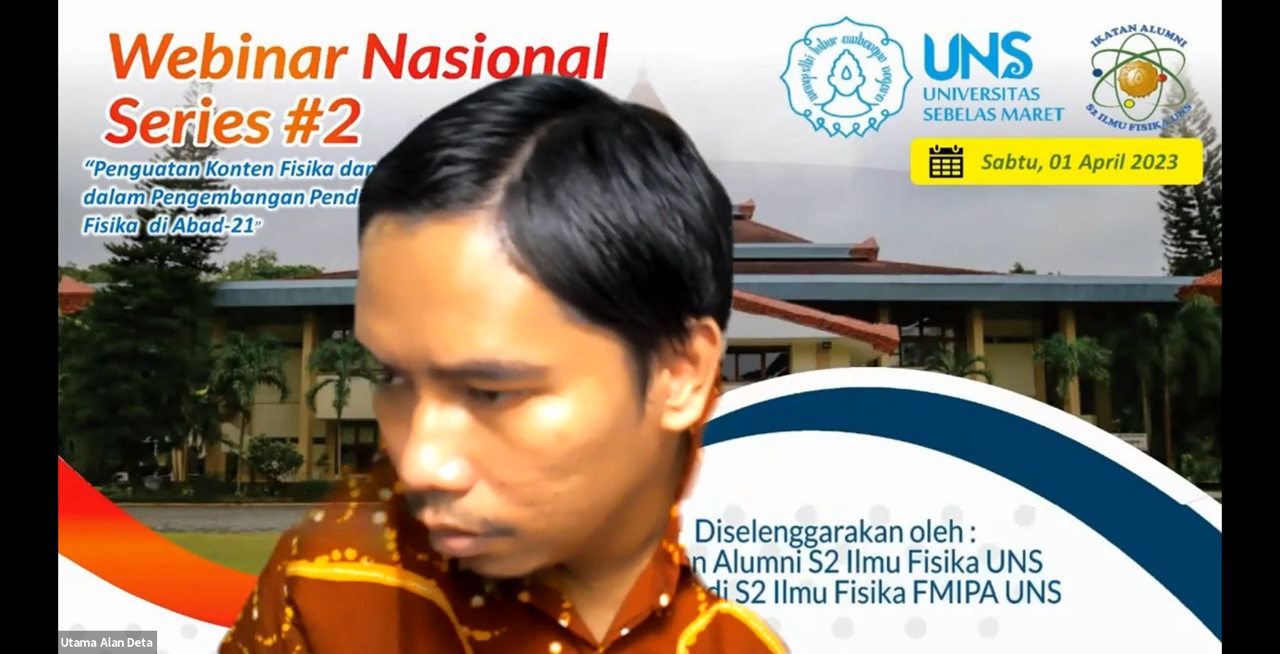 Webinar Nasional
Series #2
“Penguatan Konten Fisika dan
dalam Pengembangan Pend
Fisika di Abad-21”
UNS
UNIVERSITAS
SEBELAS MARET
IKATAN ALUMNI
S2 ILMU FISIKA UNS
Sabtu, 01 April 2023
Diselenggarakan oleh :
n Alumni S2 Ilmu Fisika UNS
di S2 Ilmu Fisika FMIPA UNS
Utama Alan Deta